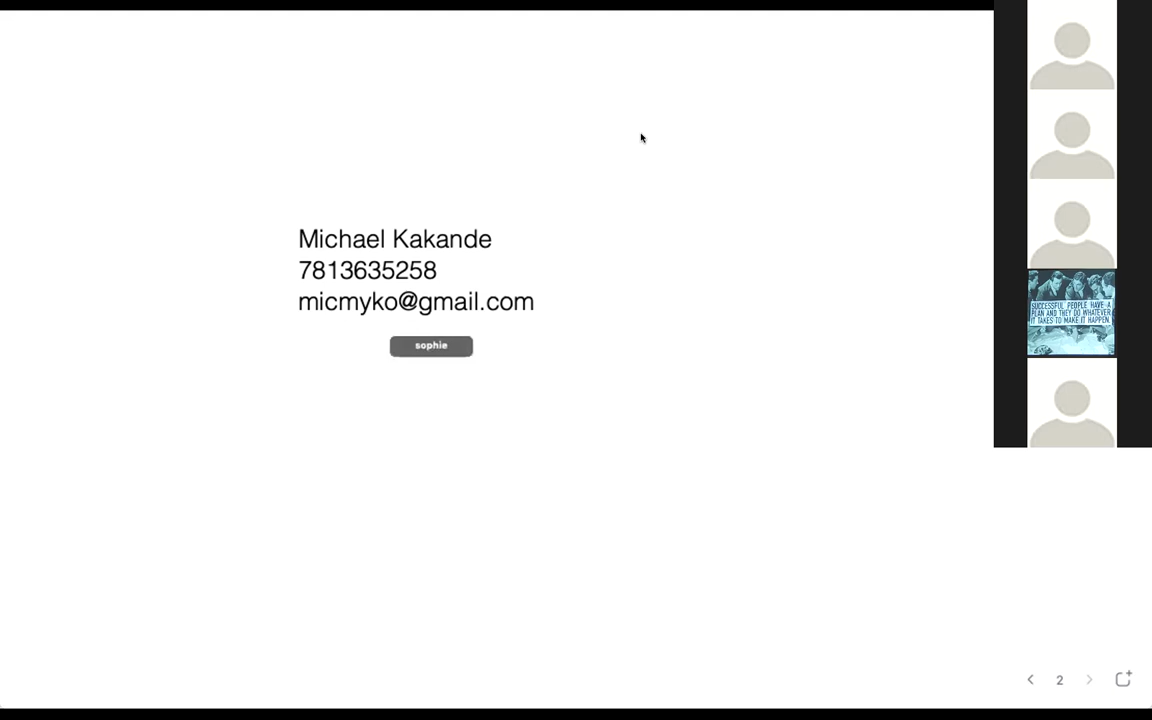 Michael Kakande
7813635258
micmyko@gmail.com
sophie
SUCCESSFUL PEOPLE HAVE A
PLAN AND THEY DO WHATEVER
IT TAKES TO MAKE IT HAPPEN.
2